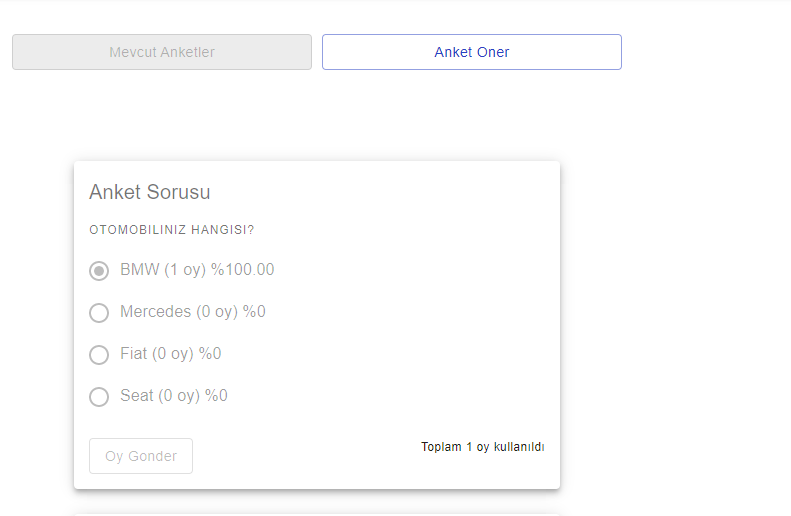 Mevcut Anketler
Anket Oner
Anket Sorusu
OTOMOBILINIZ HANGISI?
BMW (1 oy) %100.00
Mercedes (0 oy) %0
Fiat (0 oy) %0
Seat (0 oy) %0
Oy Gonder
Toplam 1 oy kullanıldı